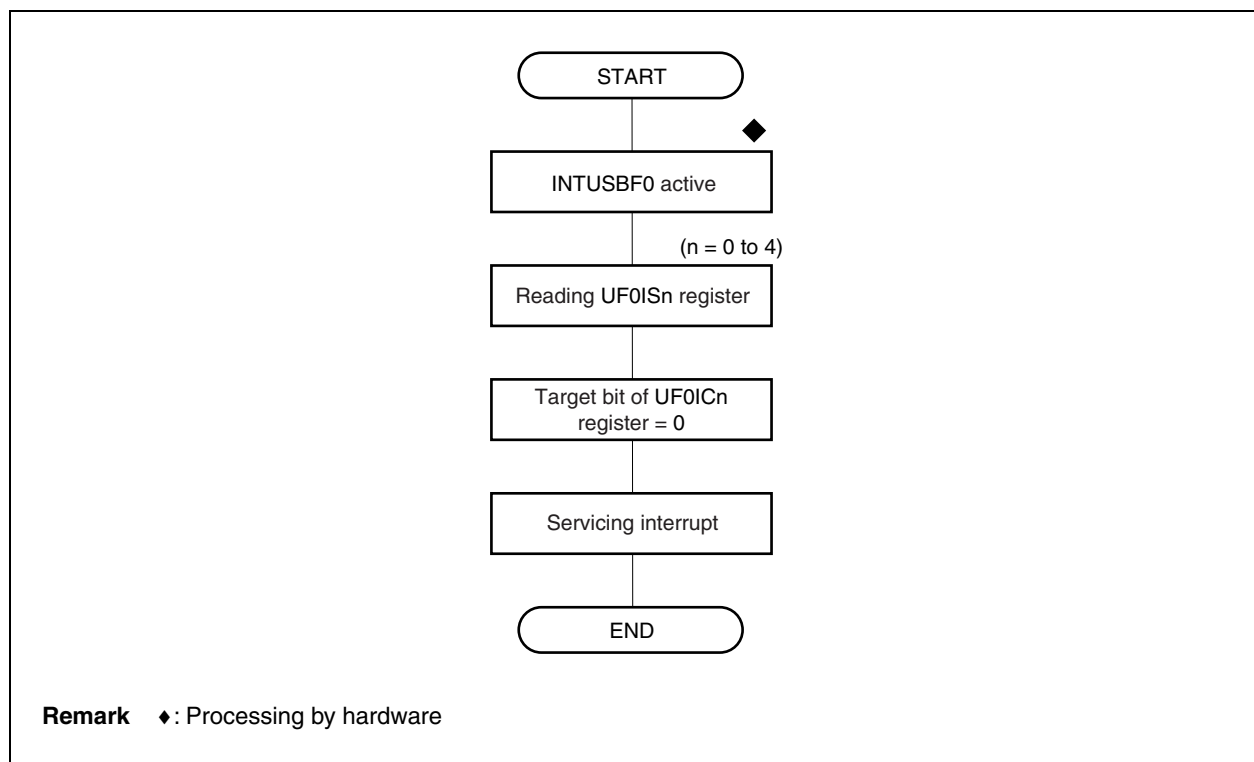 START
◆
INTUSBF0 active
(n = 0 to 4)
Reading UF0ISn register
Target bit of UF0ICn
register = 0
Servicing interrupt
END
Remark ◆: Processing by hardware